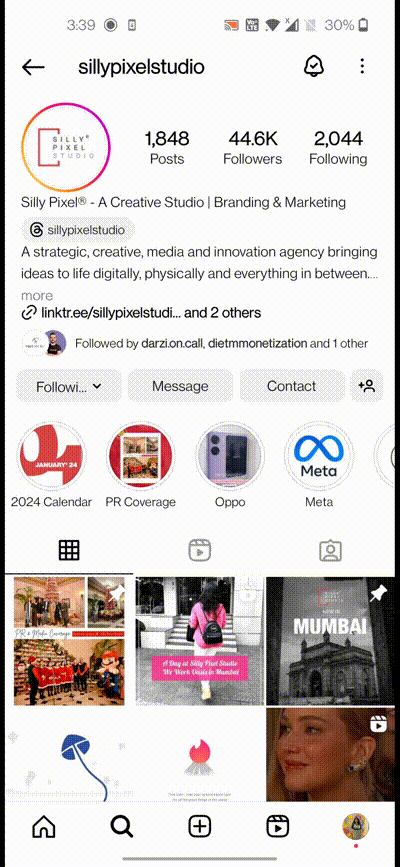 3:39
30%
sillypixelstudio
SILLY®
PIXEL
STUDIO
1,848
44.6K
2,044
Posts
Followers
Following
Silly Pixel® - A Creative Studio | Branding & Marketing
sillypixelstudio
A strategic, creative, media and innovation agency bringing
ideas to life digitally, physically and everything in between....
more
linktr.ee/sillypixelstudi... and 2 others
Followed by darzi.on.call, dietmmonetization and 1 other
Followi...
Message
Contact
JANUARY' 24
Meta
2024 Calendar
PR Coverage
Oppo
Meta
PR & Media Coverage
A Day at Silly Pixel Studio
We Work Oasis in Mumbai
NOW IN
MUMBAI